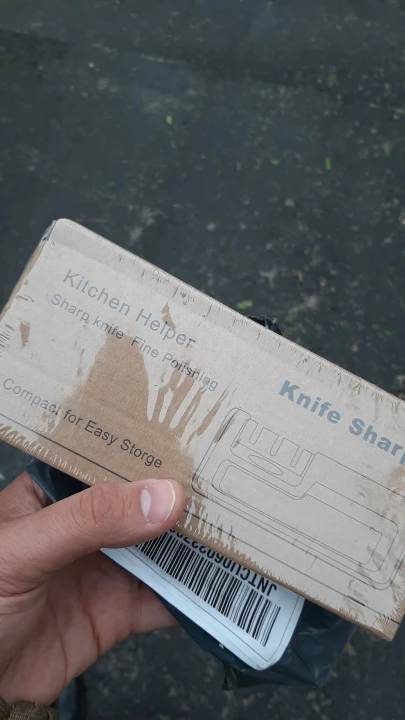 Kitchen Helper
Sharp knife Fine Polishing
Knife Sharp
Compact for Easy Storge